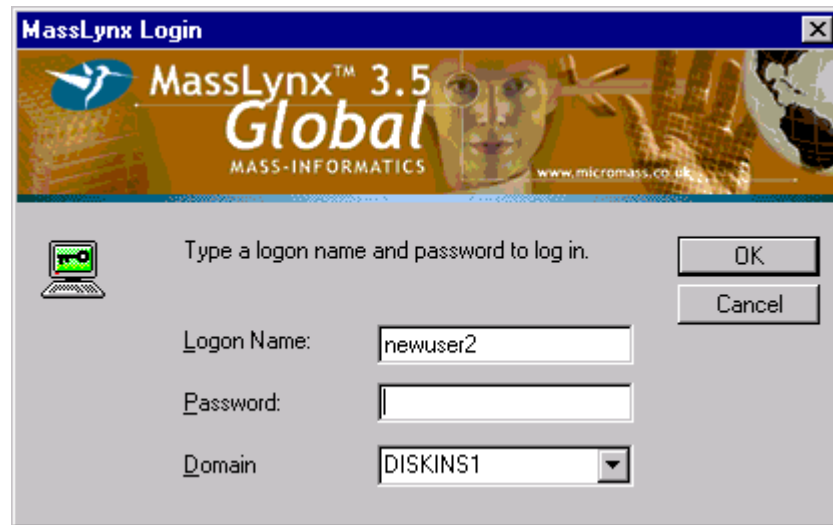 MassLynx Login
MassLynx™ 3.5
Global
MASS-INFORMATICS
www.micromass.co.uk
Type a logon name and password to log in.
OK
Cancel
Logon Name: newuser2
Password:
Domain DISKINS1